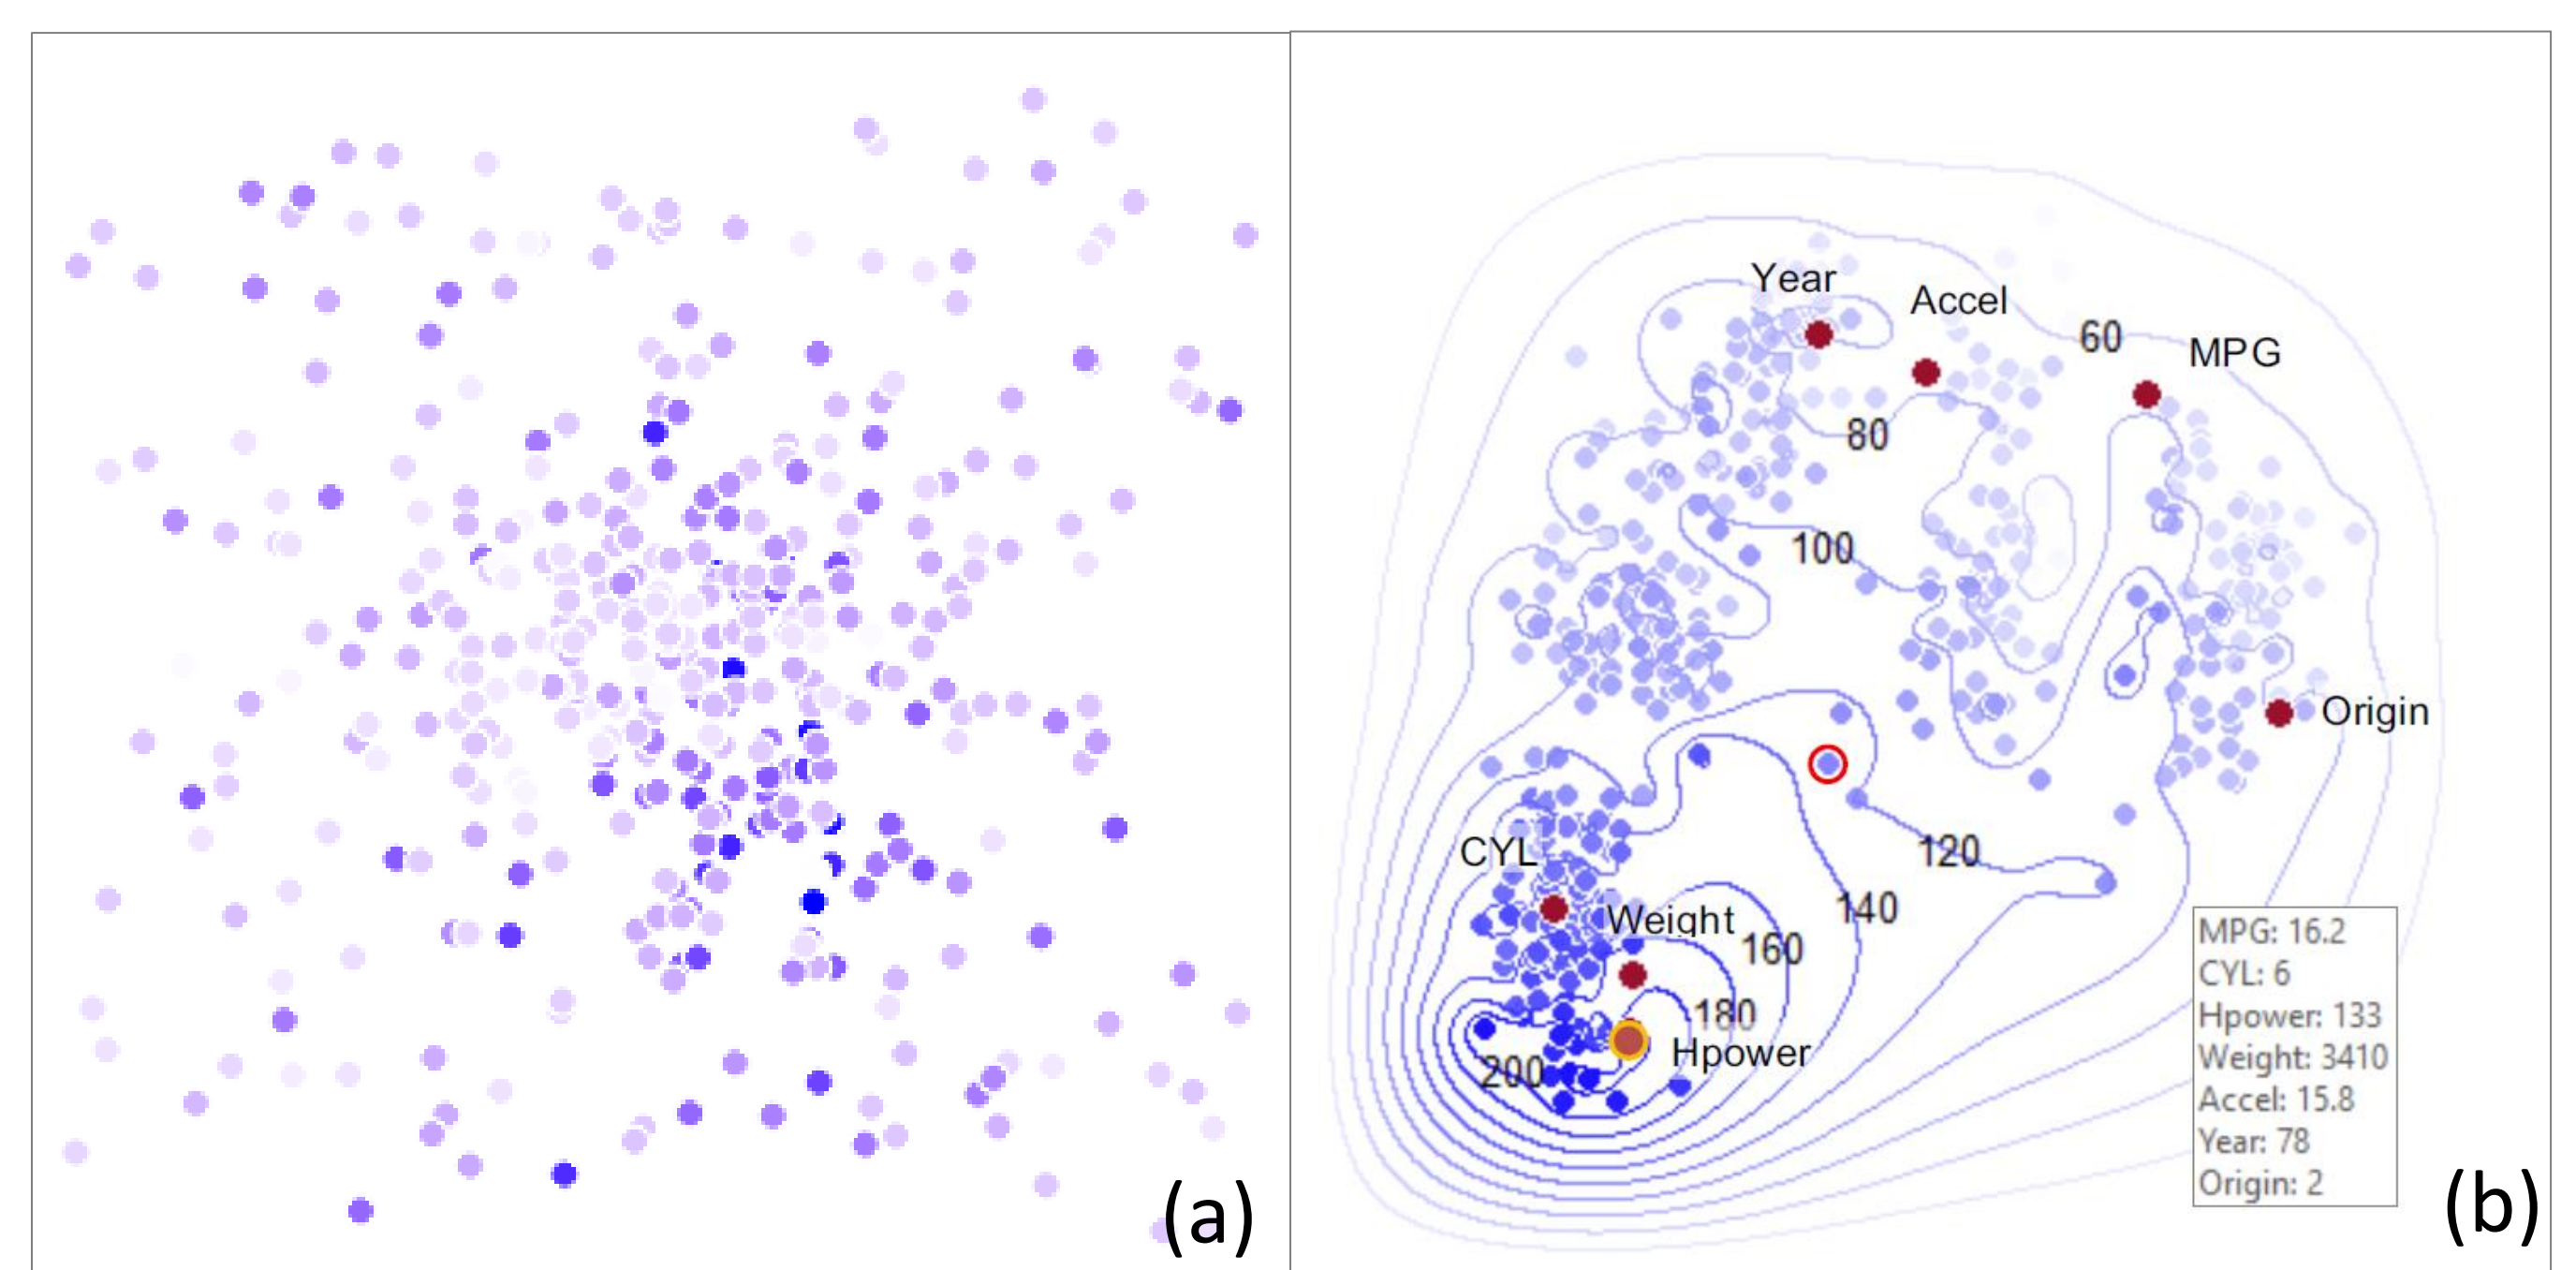 Year
Accel
60
MPG
80
100
Origin
CYL
120
140
Weight
160
180
Hpower
200
MPG: 16.2
CYL: 6
Hpower: 133
Weight: 3410
Accel: 15.8
Year: 78
Origin: 2
(a)
(b)